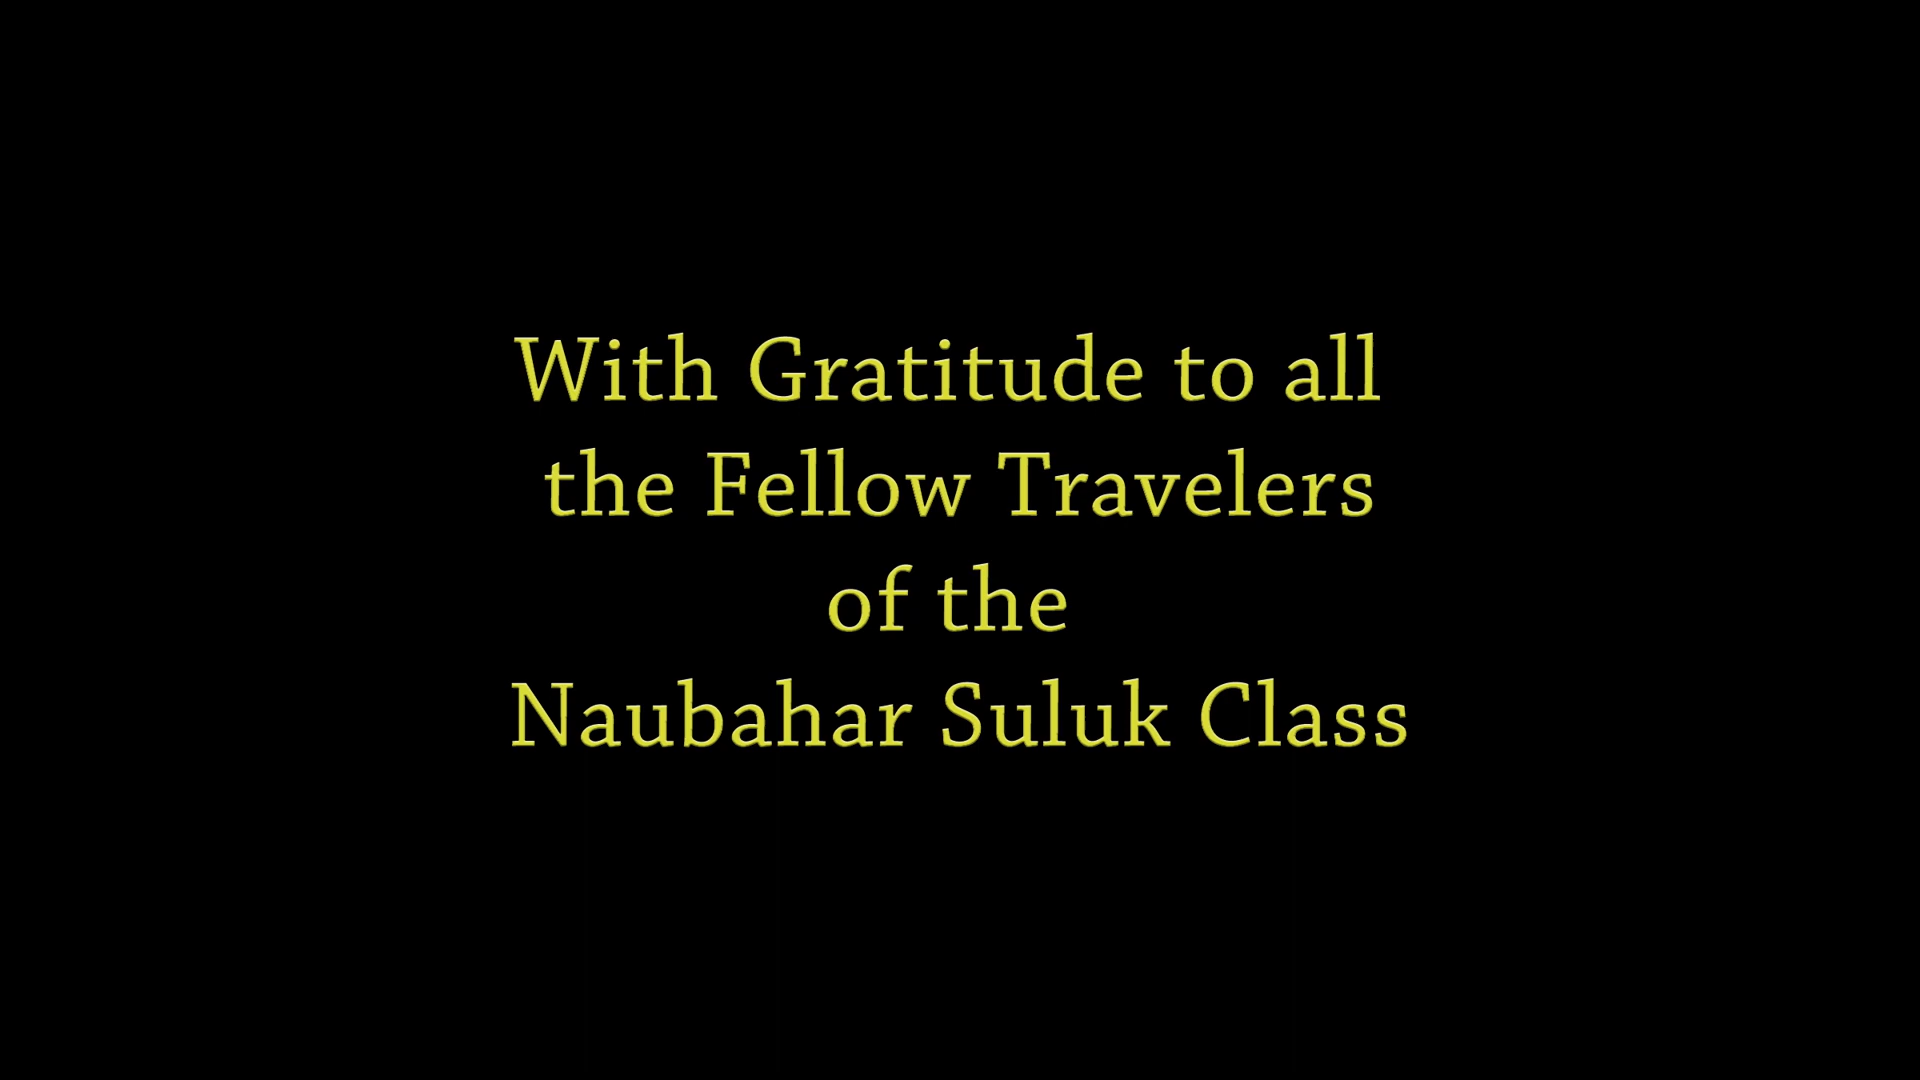 With Gratitude to all
the Fellow Travelers
of the
Naubahar Suluk Class